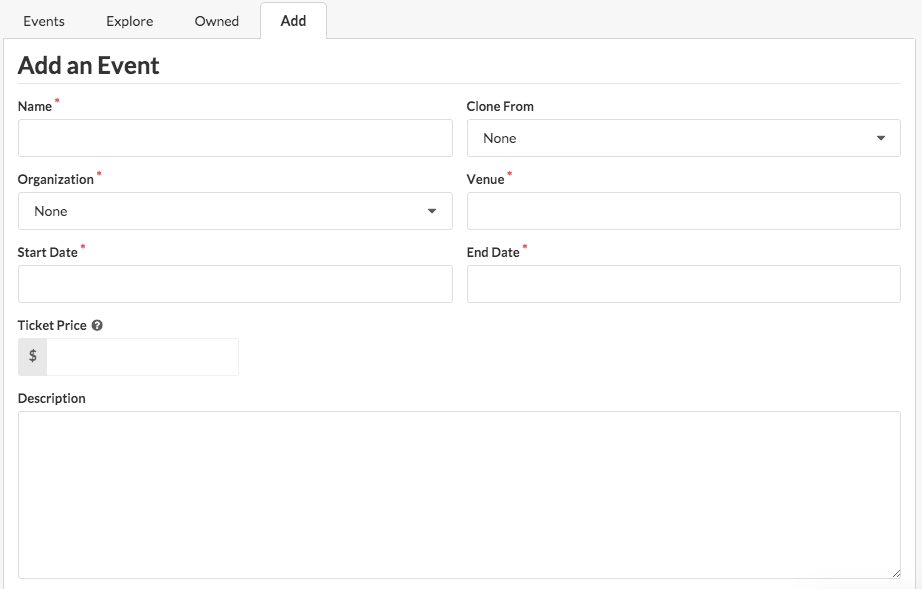 Events Explore Owned Add
Add an Event
Name * Clone From
None
Organization * Venue *
None
Start Date * End Date *
Ticket Price ?
$
Description